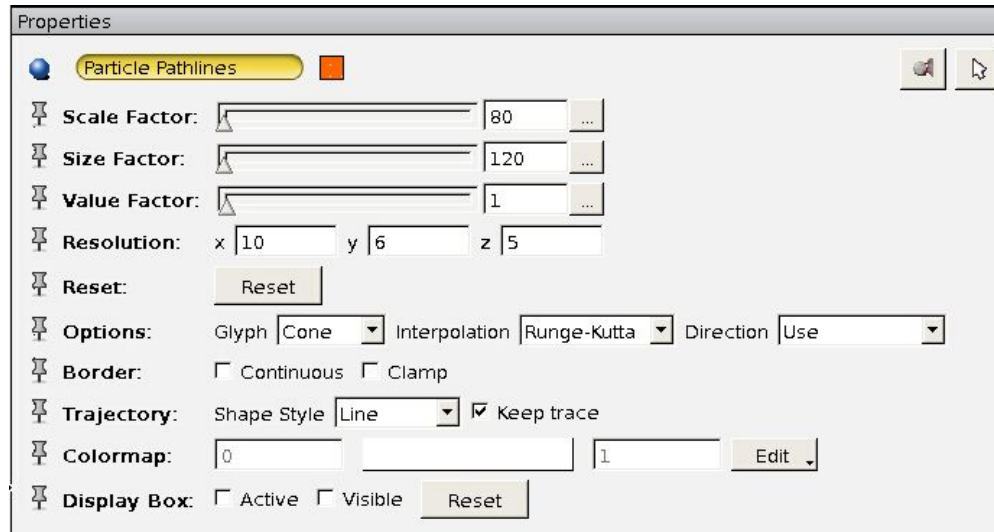 Properties
Particle Pathlines
Scale Factor: 80 ...
Size Factor: 120 ...
Value Factor: 1 ...
Resolution: x 10 y 6 z 5
Reset: Reset
Options: Glyph Cone Interpolation Runge-Kutta Direction Use
Border: Continuous Clamp
Trajectory: Shape Style Line Keep trace
Colormap: 0 1 Edit
Display Box: Active Visible Reset